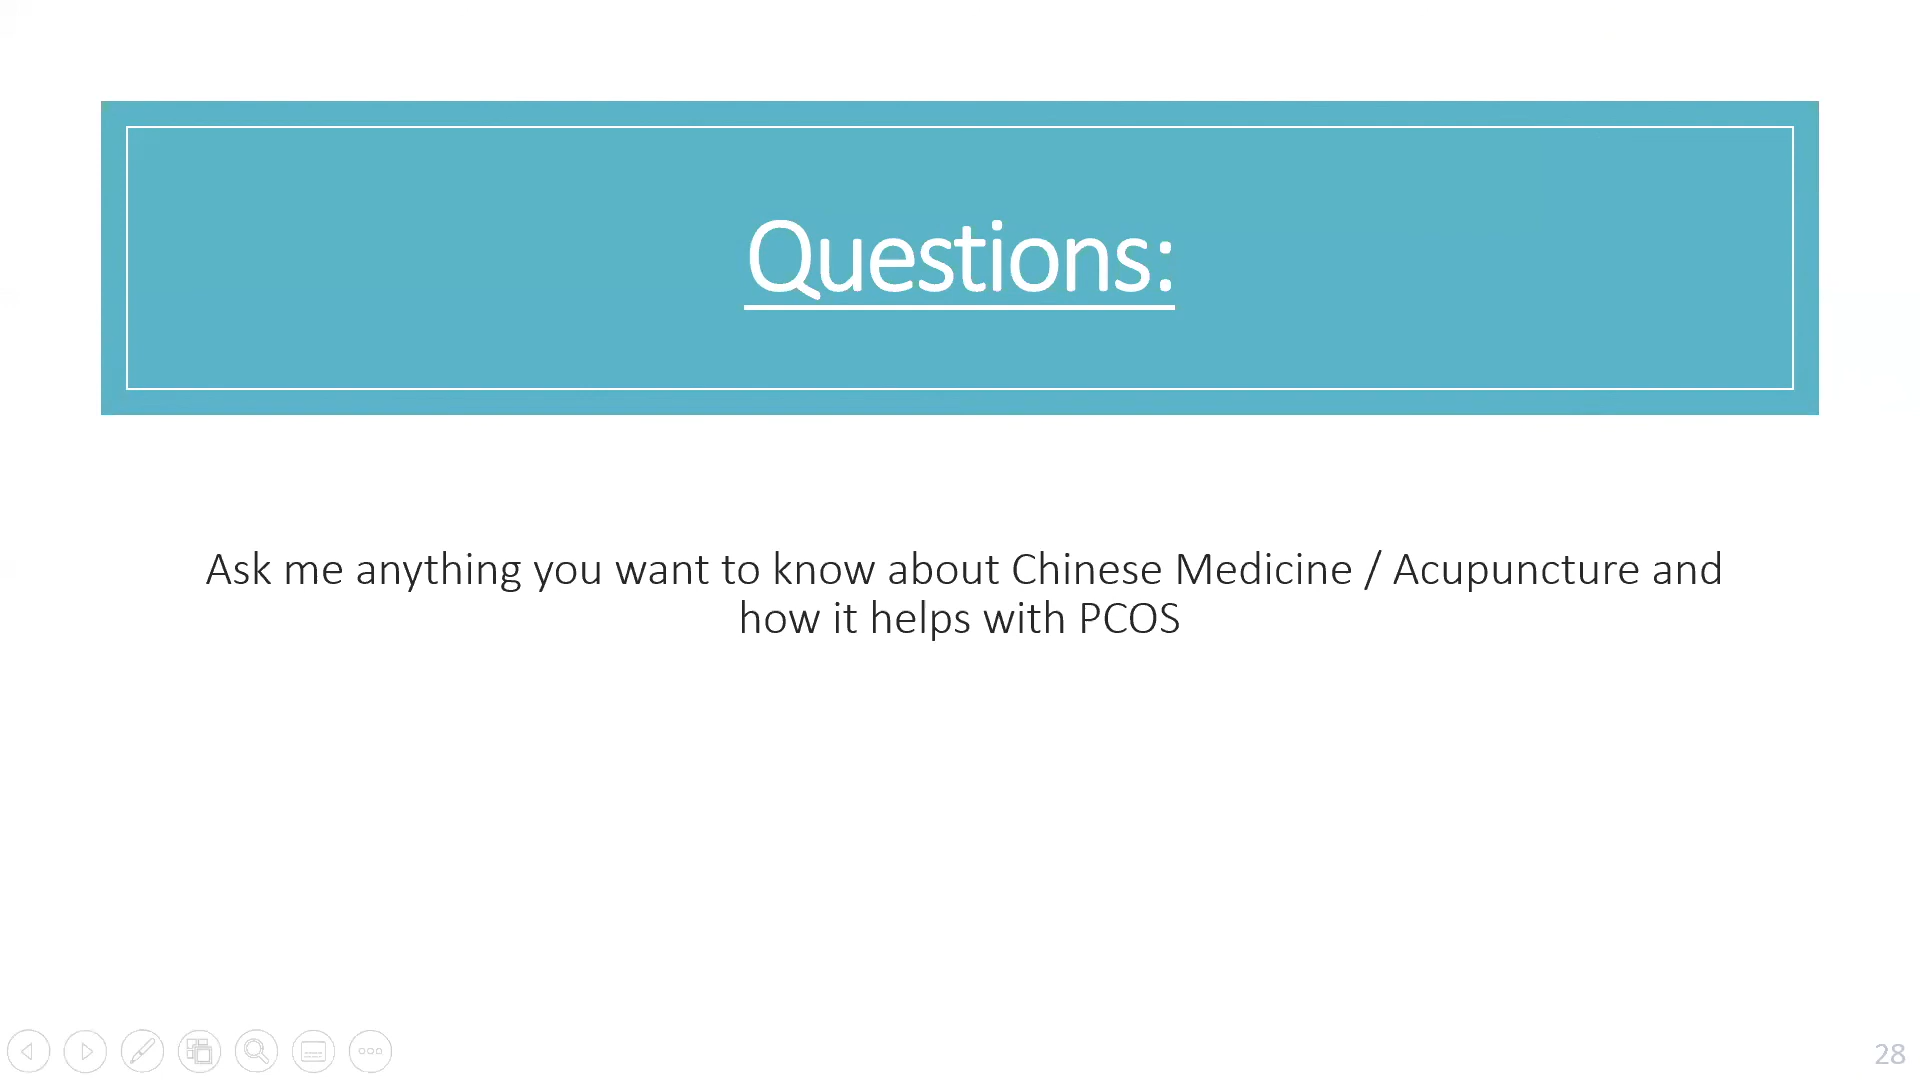 Questions:
Ask me anything you want to know about Chinese Medicine / Acupuncture and
how it helps with PCOS
28